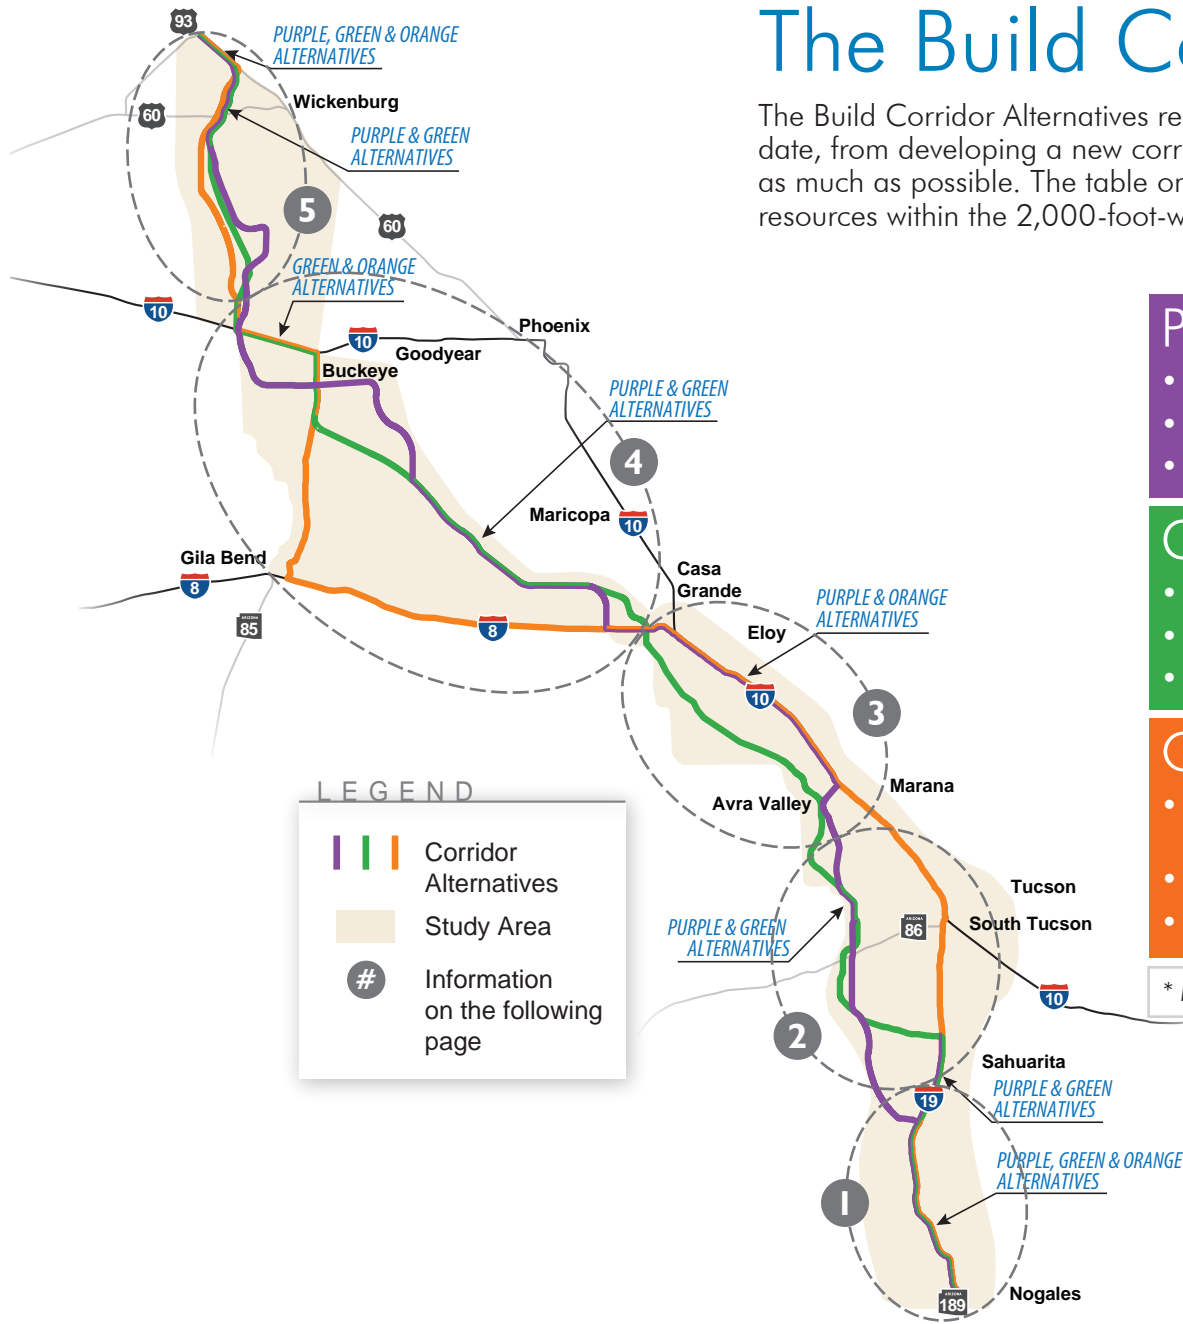 The Build C
The Build Corridor Alternatives re
date, from developing a new corr
as much as possible. The table or
resources within the 2,000-foot-w
93
PURPLE, GREEN & ORANGE
ALTERNATIVES
Wickenburg
60
PURPLE & GREEN
ALTERNATIVES
5
60
GREEN & ORANGE
ALTERNATIVES
10
Phoenix
10
Goodyear
Buckeye
PURPLE & GREEN
ALTERNATIVES
4
Maricopa
10
Gila Bend
8
Casa
Grande
ARIZONA
85
8
PURPLE & ORANGE
ALTERNATIVES
Eloy
10
3
Marana
Avra Valley
LEGEND
Corridor
Alternatives
Study Area
#
Information
on the following
page
Tucson
PURPLE & GREEN
ALTERNATIVES
ARIZONA
86
South Tucson
10
2
Sahuarita
PURPLE & GREEN
ALTERNATIVES
19
PURPLE, GREEN & ORANGE
ALTERNATIVES
1
Nogales
ARIZONA
189
P
•
•
•
•
•
•
•
•
•
*